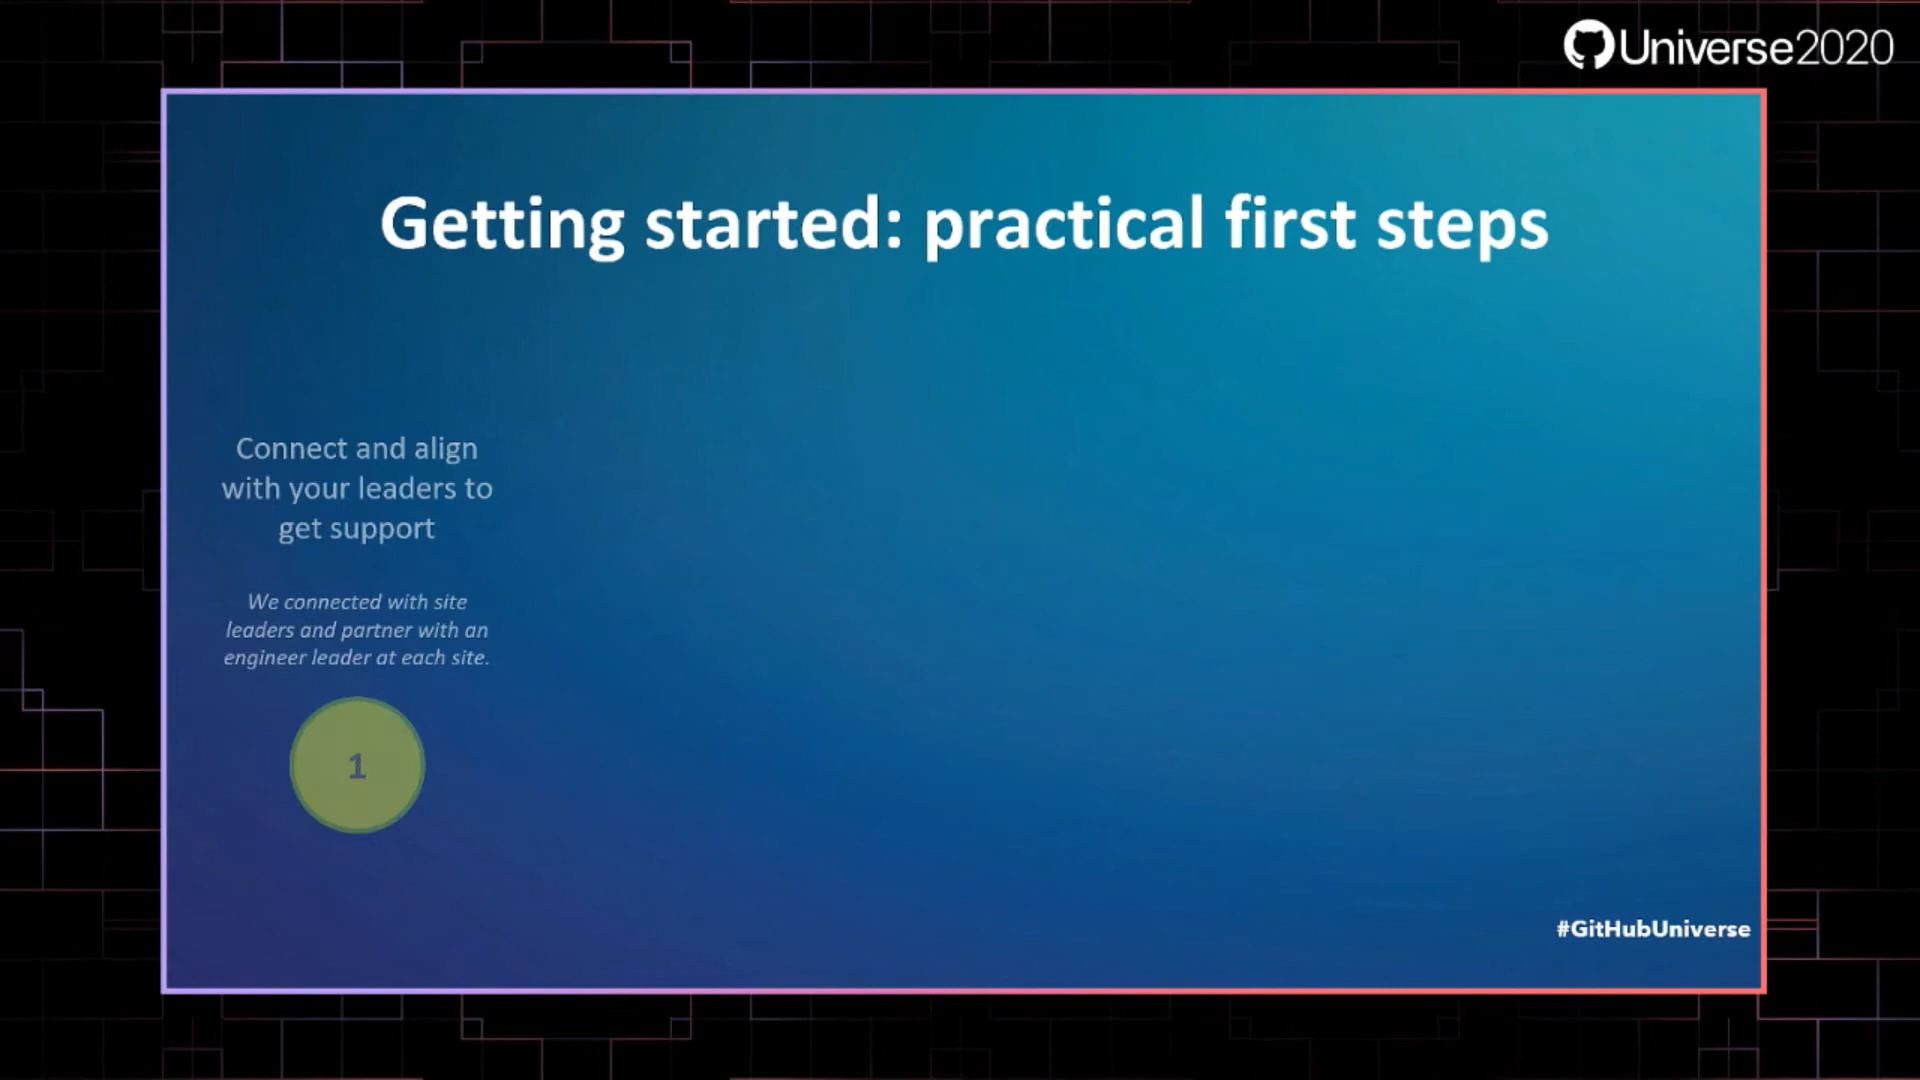 Universe2020
Getting started: practical first steps
Connect and align
with your leaders to
get support
We connected with site
leaders and partner with an
engineer leader at each site.
1
#GitHubUniverse